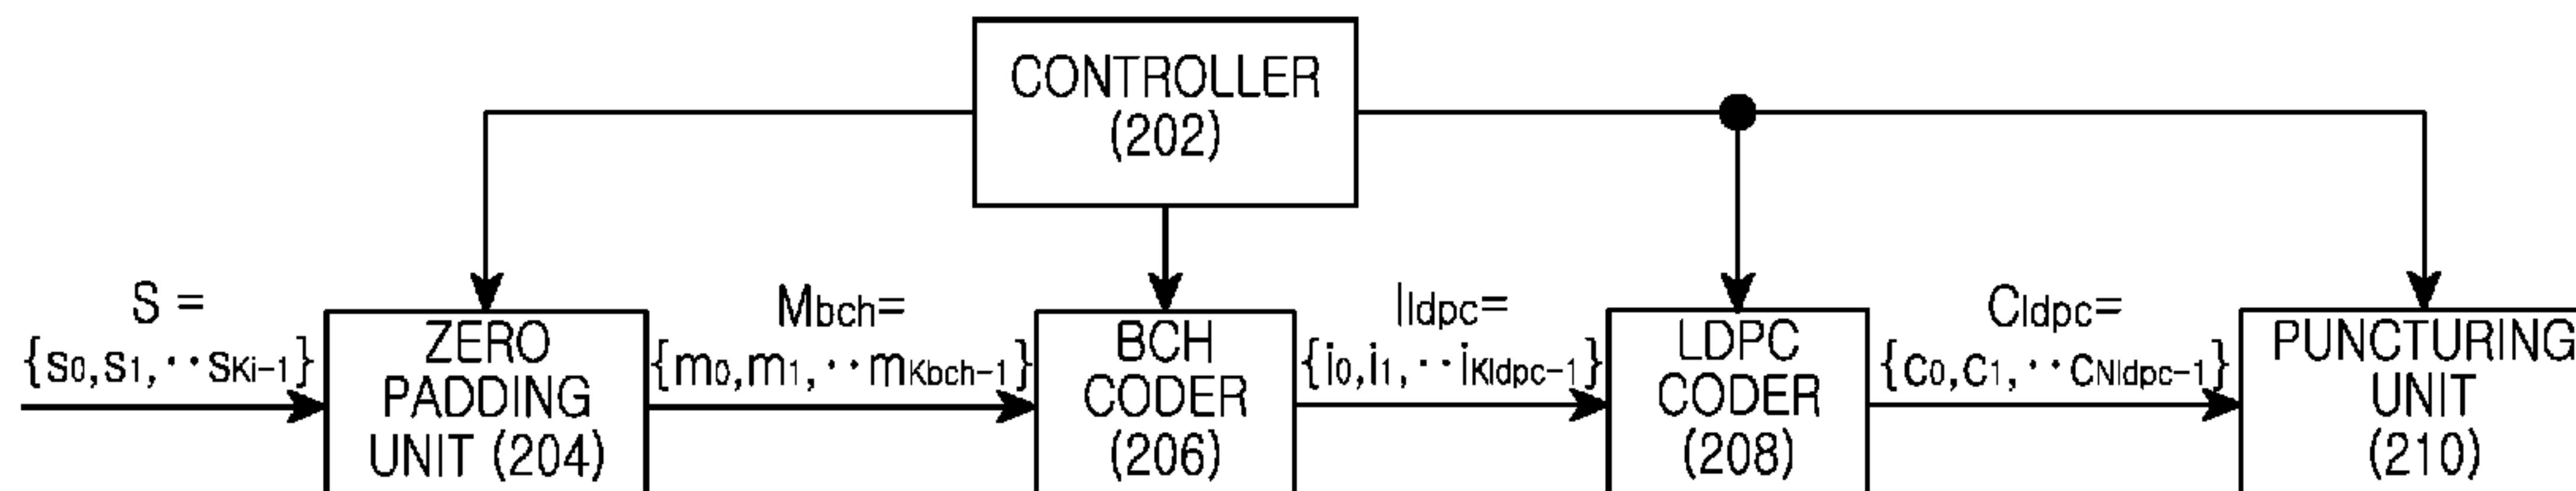 CONTROLLER
(202)
S =
{s0,s1,··sKi-1}
ZERO
PADDING
UNIT (204)
Mbch=
{m0,m1,··mKbch-1}
BCH
CODER
(206)
Ildpc=
{i0,i1,··iKldpc-1}
LDPC
CODER
(208)
Cldpc=
{c0,c1,··cNldpc-1}
PUNCTURING
UNIT
(210)